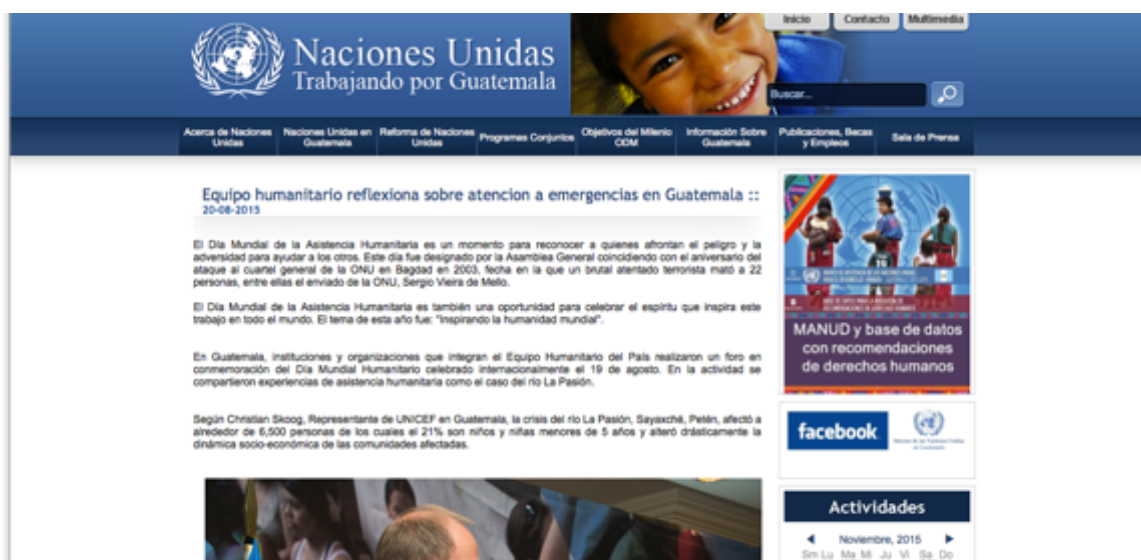 Inicio Contacto Multimedia
Naciones Unidas
Trabajando por Guatemala
Buscar...
Acerca de Naciones Unidas
Naciones Unidas en Guatemala
Reforma de Naciones Unidas
Programas Conjuntos
Objetivos del Milenio ODM
Información Sobre Guatemala
Publicaciones, Becas y Empleos
Sala de Prensa
Equipo humanitario reflexiona sobre atencion a emergencias en Guatemala ::
20-08-2015
El Día Mundial de la Asistencia Humanitaria es un momento para reconocer a quienes afrontan el peligro y la
adversidad para ayudar a los otros. Este día fue designado por la Asamblea General coincidiendo con el aniversario del
ataque al cuartel general de la ONU en Bagdad en 2003, fecha en la que un brutal atentado terrorista mató a 22
personas, entre ellas el enviado de la ONU, Sergio Vieira de Mello.
El Día Mundial de la Asistencia Humanitaria es también una oportunidad para celebrar el espíritu que inspira este
trabajo en todo el mundo. El tema de esta año fue: "Inspirando la humanidad mundial".
En Guatemala, instituciones y organizaciones que integran el Equipo Humanitario del País realizaron un foro en
conmemoración del Día Mundial Humanitario celebrado internacionalmente el 19 de agosto. En la actividad se
compartieron experiencias de asistencia humanitaria como el caso del río La Pasión.
Según Christian Skoog, Representante de UNICEF en Guatemala, la crisis del río La Pasión, Sayaxché, Petén, afectó a
alrededor de 6,500 personas de los cuales el 21% son niños y niñas menores de 5 años y alteró drásticamente la
dinámica socio-económica de las comunidades afectadas.
MANUD y base de datos
con recomendaciones
de derechos humanos
facebook
Actividades
Noviembre, 2015
Sm Lu Ma Mi Ju Vi Sa Do